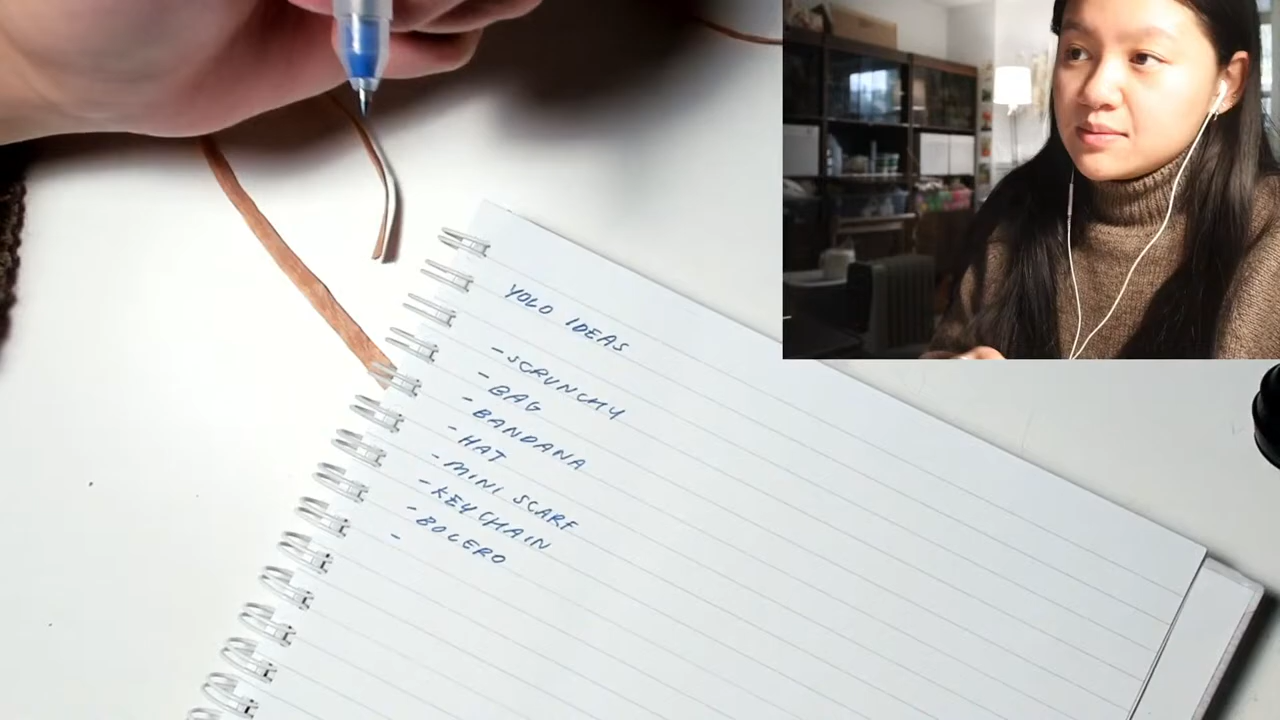 YOLO IDEAS
- SCRUNCHY
- BAG
- BANDANA
- HAT
- MINI SCARF
- KEYCHAIN
- BOLERO
-